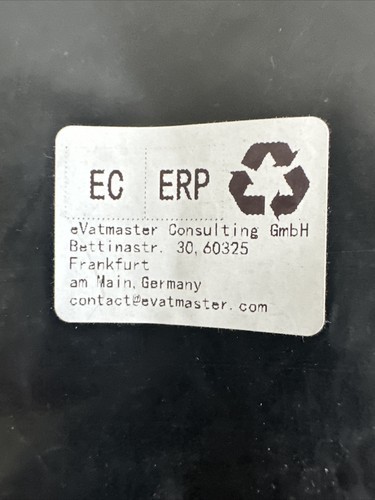 EC ERP
eVatmaster Consulting GmbH
Bettinastr. 30, 60325
Frankfurt
am Main, Germany
contact@evatmaster.com